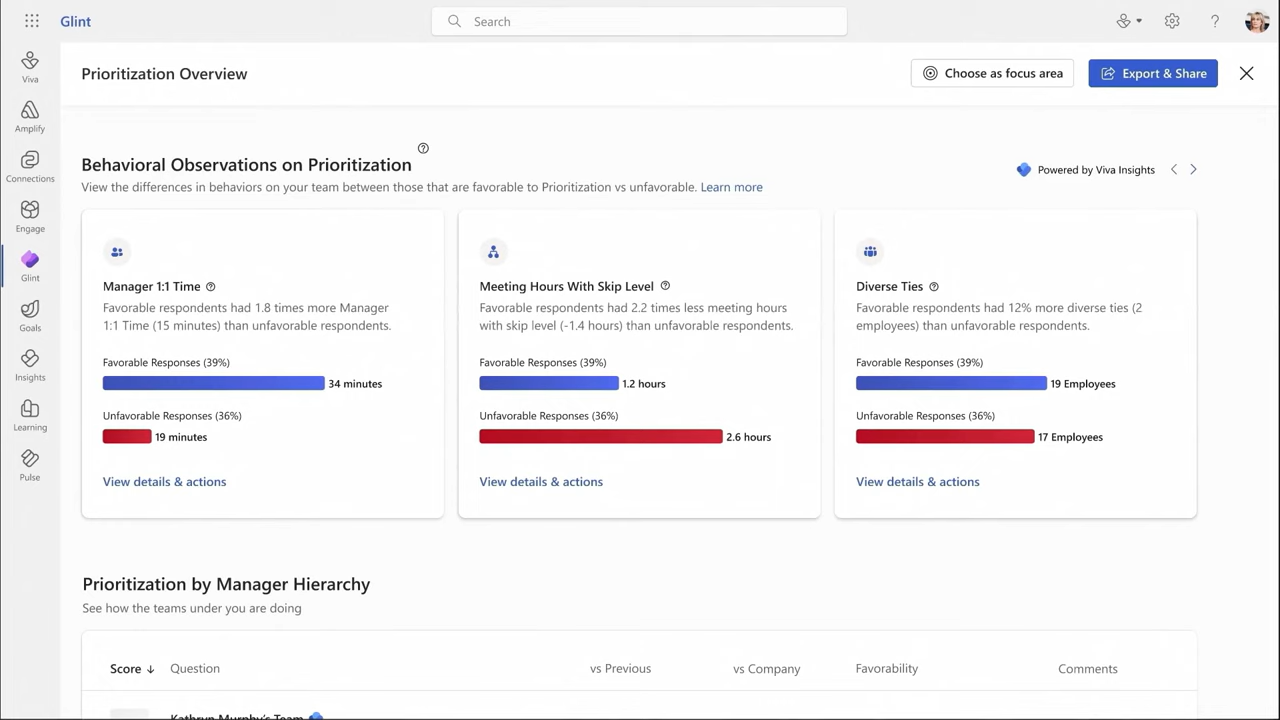 Glint
Search
Viva
Amplify
Connections
Engage
Glint
Goals
Insights
Learning
Pulse
Prioritization Overview
Choose as focus area
Export & Share
Behavioral Observations on Prioritization
View the differences in behaviors on your team between those that are favorable to Prioritization vs unfavorable. Learn more
Powered by Viva Insights
Manager 1:1 Time
Favorable respondents had 1.8 times more Manager
1:1 Time (15 minutes) than unfavorable respondents.
Favorable Responses (39%)
34 minutes
Unfavorable Responses (36%)
19 minutes
View details & actions
Meeting Hours With Skip Level
Favorable respondents had 2.2 times less meeting hours
with skip level (-1.4 hours) than unfavorable respondents.
Favorable Responses (39%)
1.2 hours
Unfavorable Responses (36%)
2.6 hours
View details & actions
Diverse Ties
Favorable respondents had 12% more diverse ties (2
employees) than unfavorable respondents.
Favorable Responses (39%)
19 Employees
Unfavorable Responses (36%)
17 Employees
View details & actions
Prioritization by Manager Hierarchy
See how the teams under you are doing
Score ↓ Question vs Previous vs Company Favorability Comments
Kathryn Murphy's Team